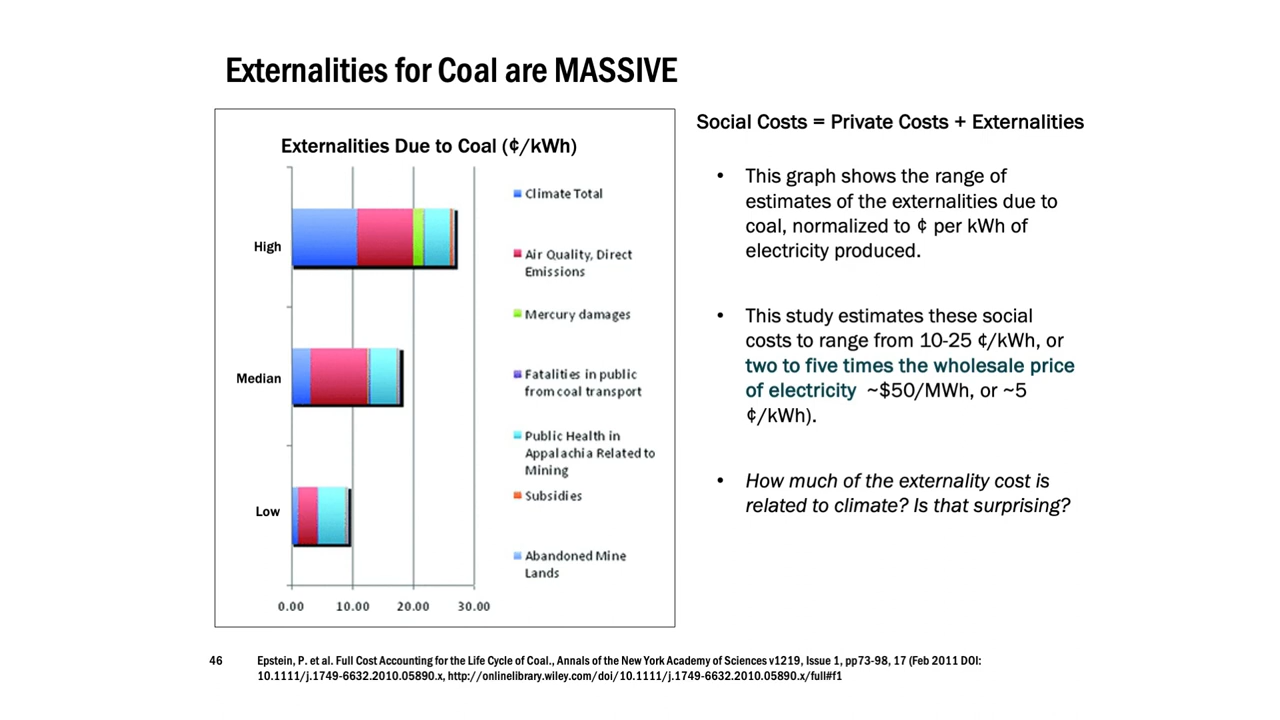 Externalities for Coal are MASSIVE
Externalities Due to Coal (¢/kWh)
High
Median
Low
0.00 10.00 20.00 30.00
Climate Total
Air Quality, Direct
Emissions
Mercury damages
Fatalities in public
from coal transport
Public Health in
Appalachia Related to
Mining
Subsidies
Abandoned Mine
Lands
Social Costs = Private Costs + Externalities
• This graph shows the range of
estimates of the externalities due to
coal, normalized to ¢ per kWh of
electricity produced.
• This study estimates these social
costs to range from 10-25 ¢/kWh, or
two to five times the wholesale price
of electricity ~$50/MWh, or ~5
¢/kWh).
• How much of the externality cost is
related to climate? Is that surprising?
46
Epstein, P. et al. Full Cost Accounting for the Life Cycle of Coal., Annals of the New York Academy of Sciences v1219, Issue 1, pp73-98, 17 (Feb 2011 DOI:
10.1111/j.1749-6632.2010.05890.x, http://onlinelibrary.wiley.com/doi/10.1111/j.1749-6632.2010.05890.x/full#f1